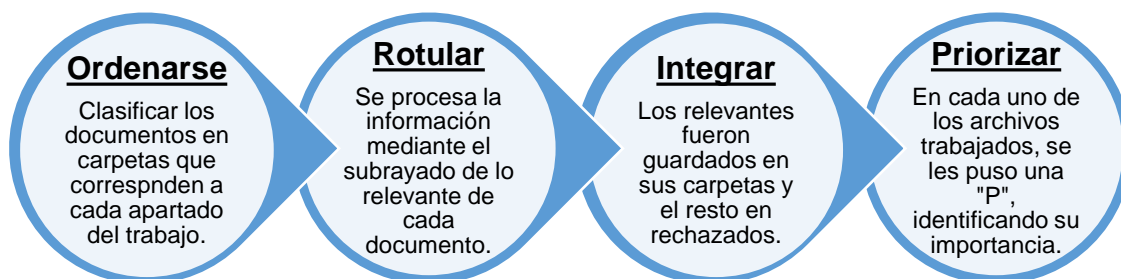 Ordenarse
Clasificar los
documentos en
carpetas que
correspnden a
cada apartado
del trabajo.
Rotular
Se procesa la
información
mediante el
subrayado de lo
relevante de
cada
documento.
Integrar
Los relevantes
fueron
guardados en
sus carpetas y
el resto en
rechazados.
Priorizar
En cada uno de
los archivos
trabajados, se
les puso una
"P",
identificando su
importancia.